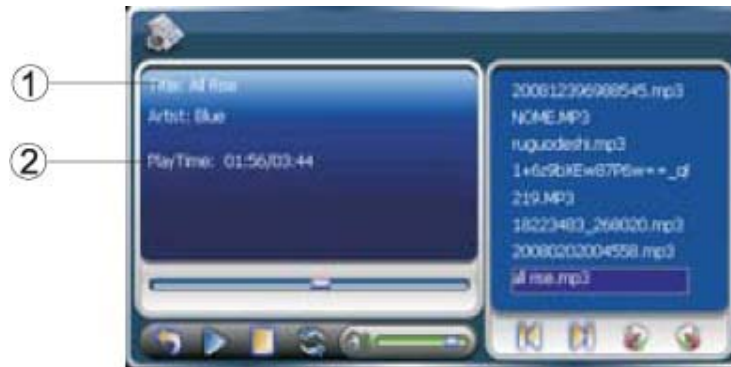 1
Title: All Rise
Artist: Blue
2
PlayTime: 01:56/03:44
200812396988545.mp3
NOME.MP3
ruguodeshi.mp3
219.MP3
18223483_268020.mp3
20080202004558.mp3
all rise.mp3